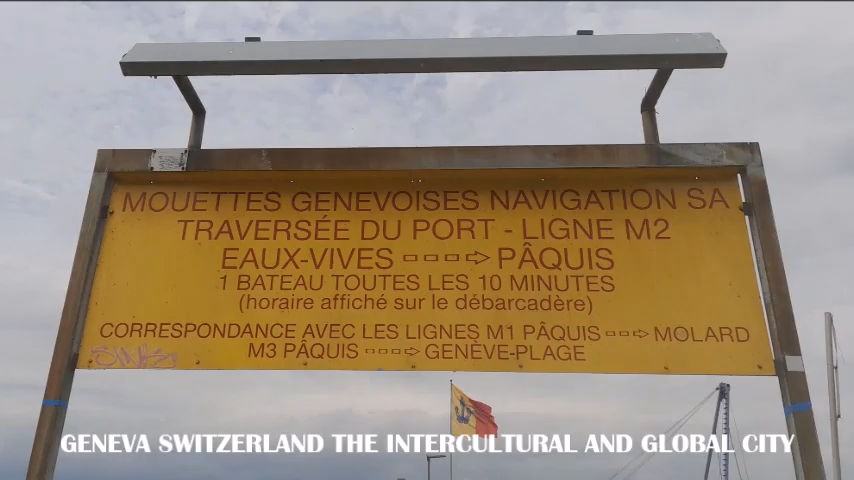 MOUETTES GENEVOISES NAVIGATION SA
TRAVERSÉE DU PORT - LIGNE M2
EAUX-VIVES ▭▭▭⇨ PÂQUIS
1 BATEAU TOUTES LES 10 MINUTES
(horaire affiché sur le débarcadère)
CORRESPONDANCE AVEC LES LIGNES M1 PÂQUIS ▭▭⇨ MOLARD
M3 PÂQUIS ▭▭▭⇨ GENÈVE-PLAGE
GENEVA SWITZERLAND THE INTERCULTURAL AND GLOBAL CITY